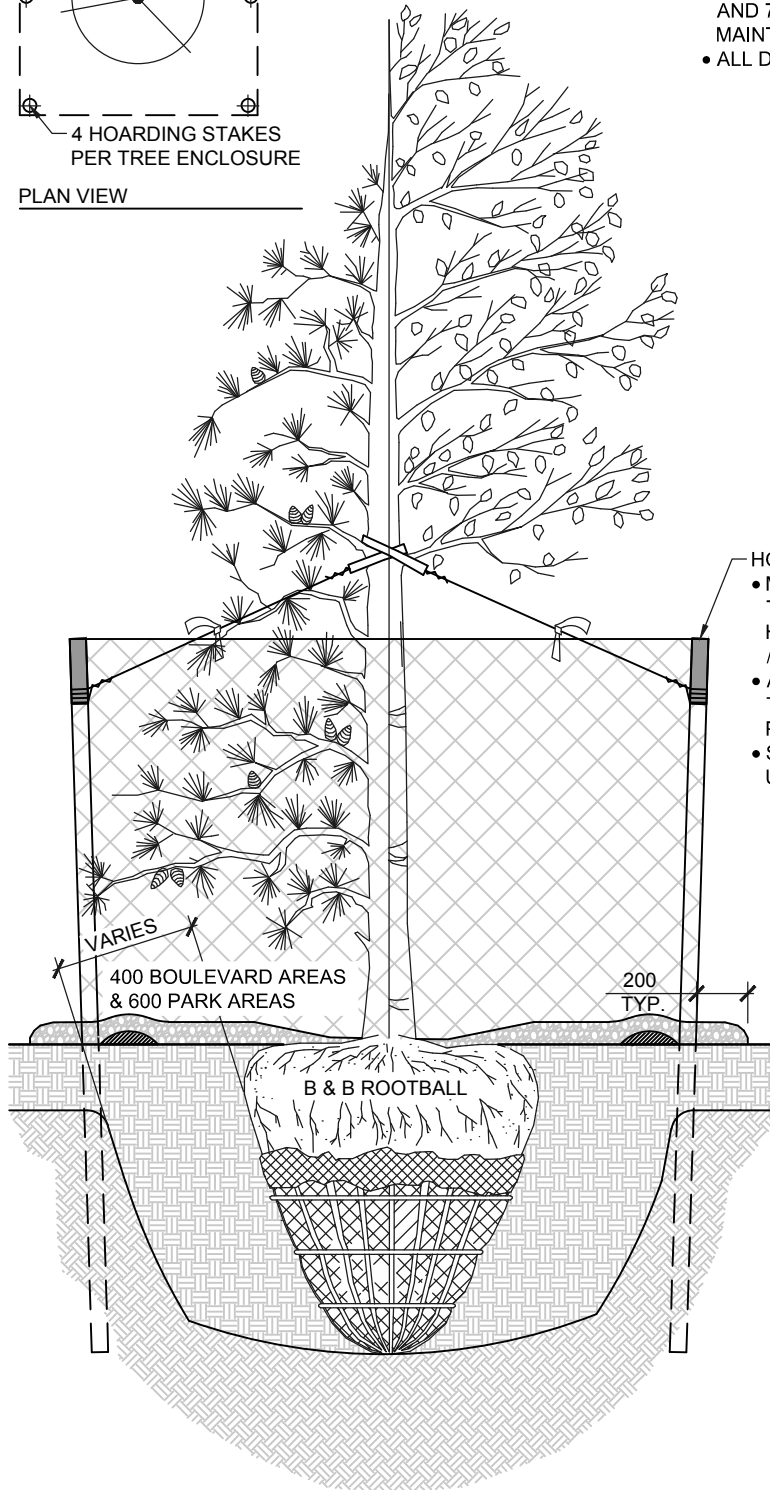 AND 7
MAINT
• ALL D
4 HOARDING STAKES
PER TREE ENCLOSURE
PLAN VIEW
HO
•
•
•
VARIES
400 BOULEVARD AREAS
& 600 PARK AREAS
200
TYP.
B & B ROOTBALL